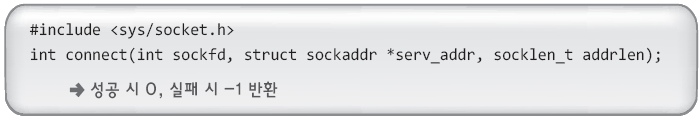 #include <sys/socket.h>
int connect(int sockfd, struct sockaddr *serv_addr, socklen_t addrlen);
➔ 성공 시 0, 실패 시 -1 반환